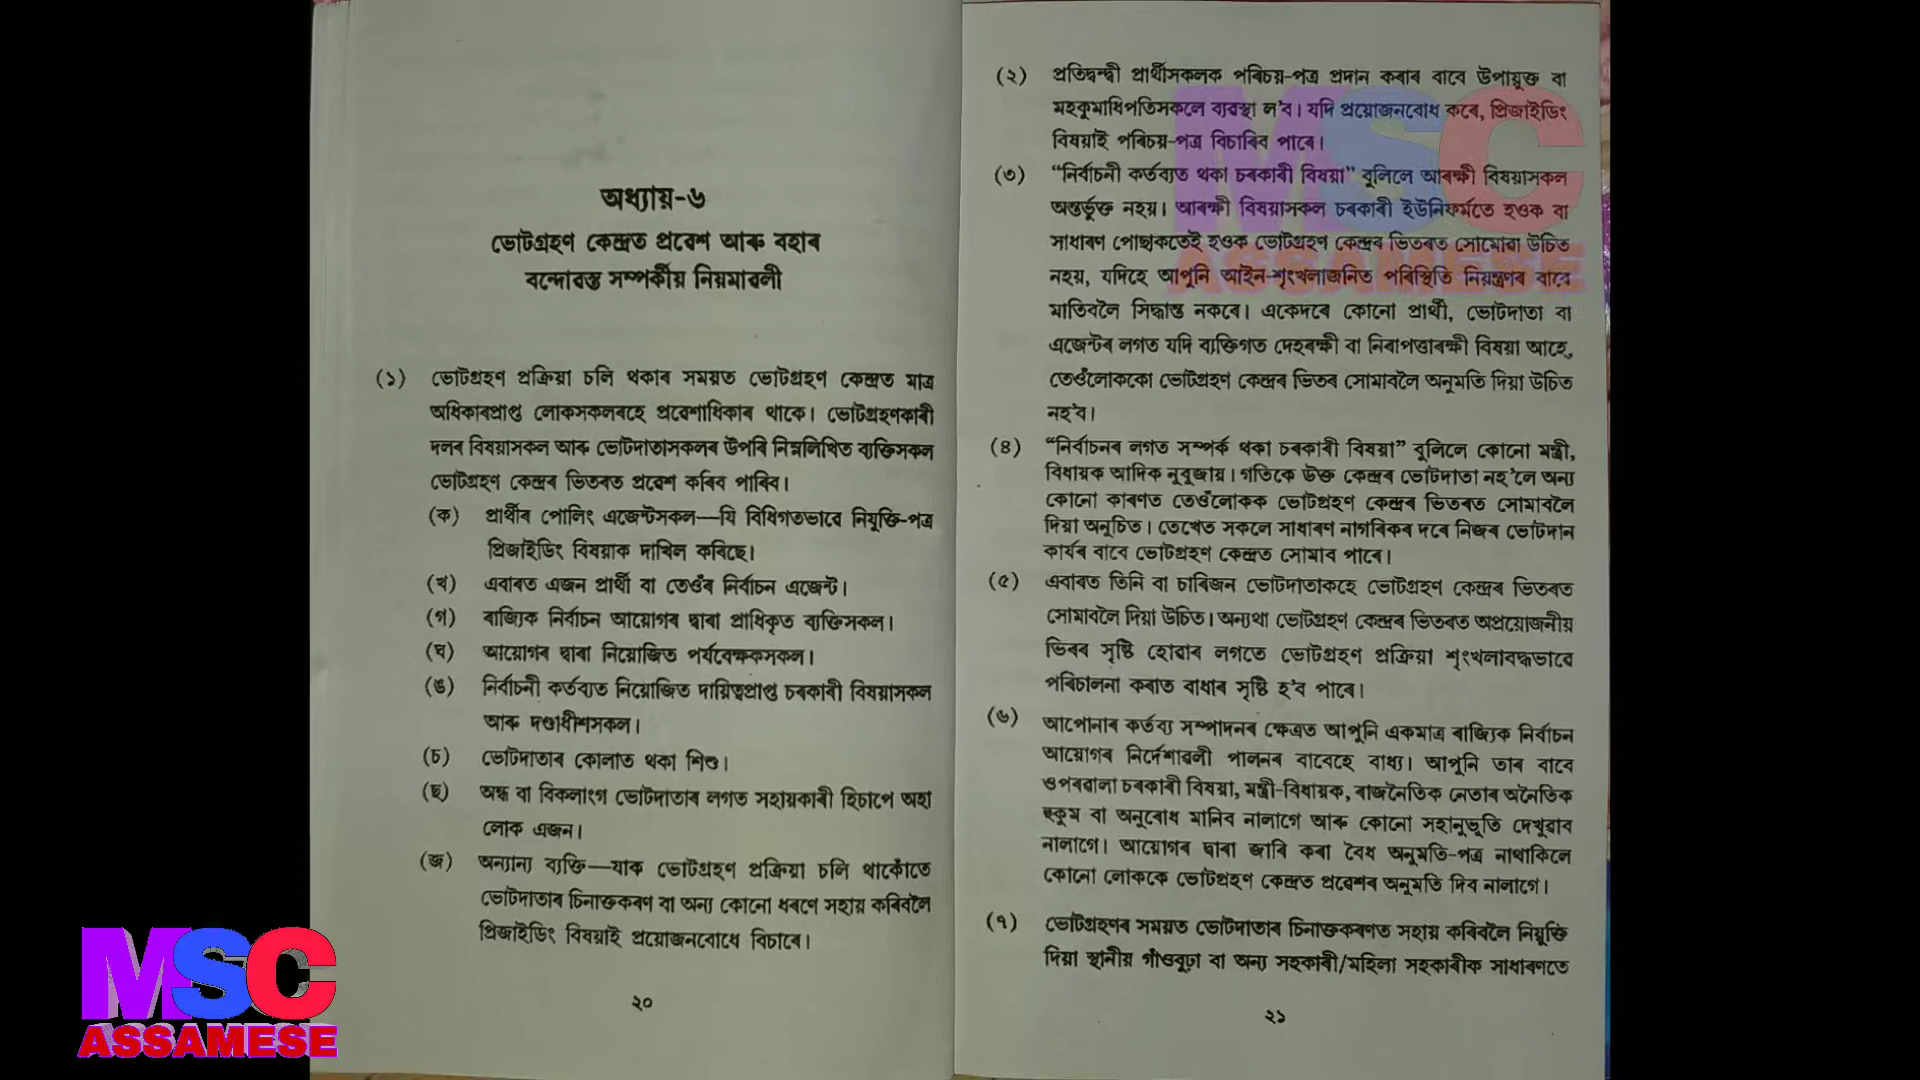 অধ্যায়-৬
ভোটগ্ৰহণ কেন্দ্ৰত প্ৰৱেশ আৰু বহাৰ
বন্দোবস্ত সম্পৰ্কীয় নিয়মাৱলী
(১) ভোটগ্ৰহণ প্ৰক্ৰিয়া চলি থকাৰ সময়ত ভোটগ্ৰহণ কেন্দ্ৰত মাত্ৰ
অধিকাৰপ্ৰাপ্ত লোকসকলৰহে প্ৰৱেশাধিকাৰ থাকে। ভোটগ্ৰহণকাৰী
দলৰ বিষয়াসকল আৰু ভোটদাতাসকলৰ উপৰি নিম্নলিখিত ব্যক্তিসকল
ভোটগ্ৰহণ কেন্দ্ৰৰ ভিতৰত প্ৰৱেশ কৰিব পাৰিব।
(ক) প্ৰাৰ্থীৰ পোলিং এজেন্টসকল—যি বিধিগতভাৱে নিযুক্তি-পত্ৰ
প্ৰিজাইডিং বিষয়াক দাখিল কৰিছে।
(খ) এবাৰত এজন প্ৰাৰ্থী বা তেওঁৰ নিৰ্বাচন এজেন্ট।
(গ) ৰাজ্যিক নিৰ্বাচন আয়োগৰ দ্বাৰা প্ৰাধিকৃত ব্যক্তিসকল।
(ঘ) আয়োগৰ দ্বাৰা নিয়োজিত পৰ্যবেক্ষকসকল।
(ঙ) নিৰ্বাচনী কৰ্তব্যত নিয়োজিত দায়িত্বপ্ৰাপ্ত চৰকাৰী বিষয়াসকল
আৰু দণ্ডাধীশসকল।
(চ) ভোটদাতাৰ কোলাত থকা শিশু।
(ছ) অন্ধ বা বিকলাংগ ভোটদাতাৰ লগত সহায়কাৰী হিচাপে অহা
লোক এজন।
(জ) অন্যান্য ব্যক্তি—যাক ভোটগ্ৰহণ প্ৰক্ৰিয়া চলি থাকোঁতে
ভোটদাতাৰ চিনাক্তকৰণ বা অন্য কোনো ধৰণে সহায় কৰিবলৈ
প্ৰিজাইডিং বিষয়াই প্ৰয়োজনবোধে বিচাৰে।
২০
(২) প্ৰতিদ্বন্দ্বী প্ৰাৰ্থীসকলক পৰিচয়-পত্ৰ প্ৰদান কৰাৰ বাবে উপায়ুক্ত বা
মহকুমাধিপতিসকলে ব্যৱস্থা ল'ব। যদি প্ৰয়োজনবোধ কৰে, প্ৰিজাইডিং
বিষয়াই পৰিচয়-পত্ৰ বিচাৰিব পাৰে।
(৩) “নিৰ্বাচনী কৰ্তব্যত থকা চৰকাৰী বিষয়া” বুলিলে আৰক্ষী বিষয়াসকল
অন্তৰ্ভুক্ত নহয়। আৰক্ষী বিষয়াসকল চৰকাৰী ইউনিফৰ্মতে হওক বা
সাধাৰণ পোছাকতেই হওক ভোটগ্ৰহণ কেন্দ্ৰৰ ভিতৰত সোমোৱা উচিত
নহয়, যদিহে আপুনি আইন-শৃংখলাজনিত পৰিস্থিতি নিয়ন্ত্ৰণৰ বাবে
মাতিবলৈ সিদ্ধান্ত নকৰে। একেদৰে কোনো প্ৰাৰ্থী, ভোটদাতা বা
এজেন্টৰ লগত যদি ব্যক্তিগত দেহৰক্ষী বা নিৰাপত্তাৰক্ষী বিষয়া আহে,
তেওঁলোককো ভোটগ্ৰহণ কেন্দ্ৰৰ ভিতৰ সোমাবলৈ অনুমতি দিয়া উচিত
নহ'ব।
(৪) “নিৰ্বাচনৰ লগত সম্পৰ্ক থকা চৰকাৰী বিষয়া” বুলিলে কোনো মন্ত্ৰী,
বিধায়ক আদিক নুবুজায়। গতিকে উক্ত কেন্দ্ৰৰ ভোটদাতা নহ'লে অন্য
কোনো কাৰণত তেওঁলোকক ভোটগ্ৰহণ কেন্দ্ৰৰ ভিতৰত সোমাবলৈ
দিয়া অনুচিত। তেখেত সকলে সাধাৰণ নাগৰিকৰ দৰে নিজৰ ভোটদান
কাৰ্যৰ বাবে ভোটগ্ৰহণ কেন্দ্ৰত সোমাব পাৰে।
(৫) এবাৰত তিনি বা চাৰিজন ভোটদাতাকহে ভোটগ্ৰহণ কেন্দ্ৰৰ ভিতৰত
সোমাবলৈ দিয়া উচিত। অন্যথা ভোটগ্ৰহণ কেন্দ্ৰৰ ভিতৰত অপ্ৰয়োজনীয়
ভিৰৰ সৃষ্টি হোৱাৰ লগতে ভোটগ্ৰহণ প্ৰক্ৰিয়া শৃংখলাবদ্ধভাৱে
পৰিচালনা কৰাত বাধাৰ সৃষ্টি হ'ব পাৰে।
(৬) আপোনাৰ কৰ্তব্য সম্পাদনৰ ক্ষেত্ৰত আপুনি একমাত্ৰ ৰাজ্যিক নিৰ্বাচন
আয়োগৰ নিৰ্দেশাৱলী পালনৰ বাবেহে বাধ্য। আপুনি তাৰ বাবে
ওপৰৱালা চৰকাৰী বিষয়া, মন্ত্ৰী-বিধায়ক, ৰাজনৈতিক নেতাৰ অনৈতিক
হুকুম বা অনুৰোধ মানিব নালাগে আৰু কোনো সহানুভূতি দেখুৱাব
নালাগে। আয়োগৰ দ্বাৰা জাৰি কৰা বৈধ অনুমতি-পত্ৰ নাথাকিলে
কোনো লোককে ভোটগ্ৰহণ কেন্দ্ৰত প্ৰৱেশৰ অনুমতি দিব নালাগে।
(৭) ভোটগ্ৰহণৰ সময়ত ভোটদাতাৰ চিনাক্তকৰণত সহায় কৰিবলৈ নিযুক্তি
দিয়া স্থানীয় গাঁওবুঢ়া বা অন্য সহকাৰী/মহিলা সহকাৰীক সাধাৰণতে
২১
MSC
ASSAMESE
MSC
ASSAMESE